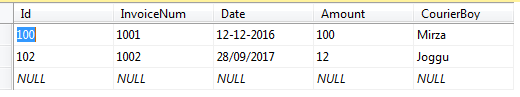 Id InvoiceNum Date Amount CourierBoy
100 1001 12-12-2016 100 Mirza
102 1002 28/09/2017 12 Joggu
NULL NULL NULL NULL NULL